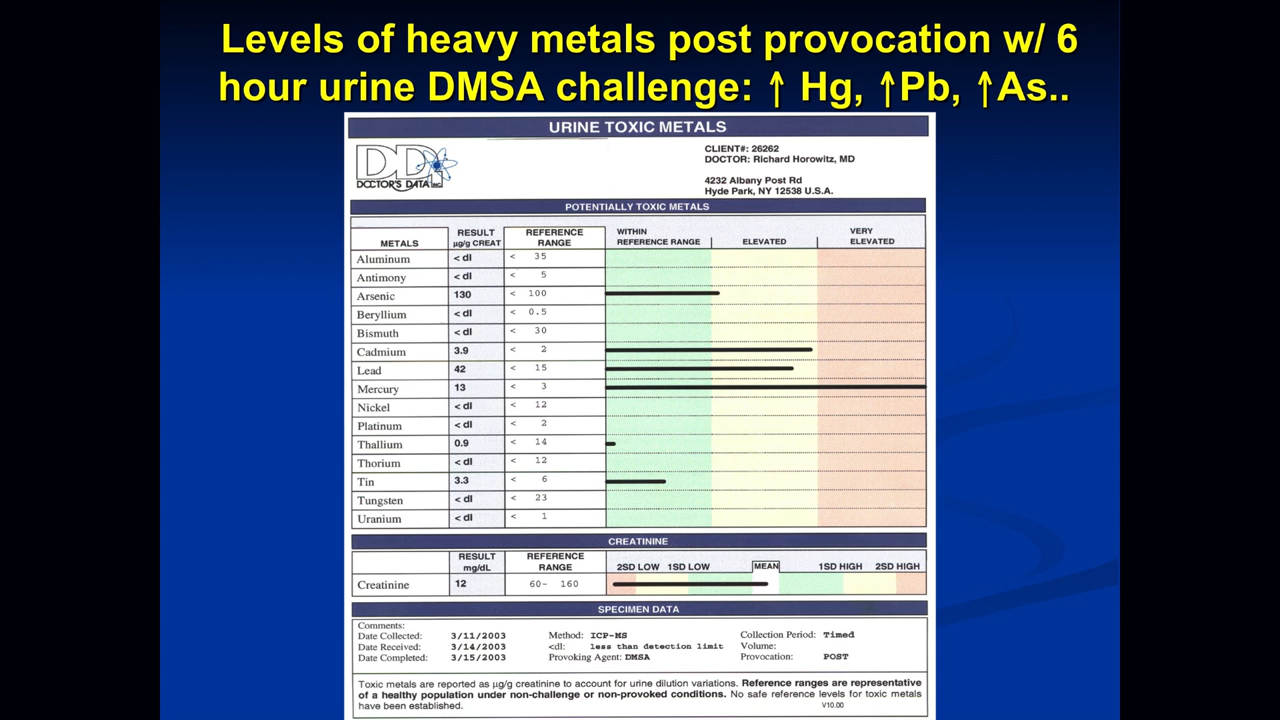 Levels of heavy metals post provocation w/ 6
hour urine DMSA challenge: ↑ Hg, ↑Pb, ↑As..
URINE TOXIC METALS
DDI
DOCTOR'S DATA INC.
CLIENT#: 26262
DOCTOR: Richard Horowitz, MD
4232 Albany Post Rd
Hyde Park, NY 12538 U.S.A.
POTENTIALLY TOXIC METALS
METALS RESULT µg/g CREAT REFERENCE RANGE WITHIN REFERENCE RANGE ELEVATED VERY ELEVATED
Aluminum < dl < 35
Antimony < dl < 5
Arsenic 130 < 100
Beryllium < dl < 0.5
Bismuth < dl < 30
Cadmium 3.9 < 2
Lead 42 < 15
Mercury 13 < 3
Nickel < dl < 12
Platinum < dl < 2
Thallium 0.9 < 14
Thorium < dl < 12
Tin 3.3 < 6
Tungsten < dl < 23
Uranium < dl < 1
CREATININE
RESULT mg/dL REFERENCE RANGE 2SD LOW 1SD LOW MEAN 1SD HIGH 2SD HIGH
Creatinine 12 60- 160
SPECIMEN DATA
Comments:
Date Collected: 3/11/2003 Method: ICP-MS Collection Period: Timed
Date Received: 3/14/2003 <dl: less than detection limit Volume:
Date Completed: 3/15/2003 Provoking Agent: DMSA Provocation: POST
Toxic metals are reported as µg/g creatinine to account for urine dilution variations. Reference ranges are representative
of a healthy population under non-challenge or non-provoked conditions. No safe reference levels for toxic metals
have been established. V10.00